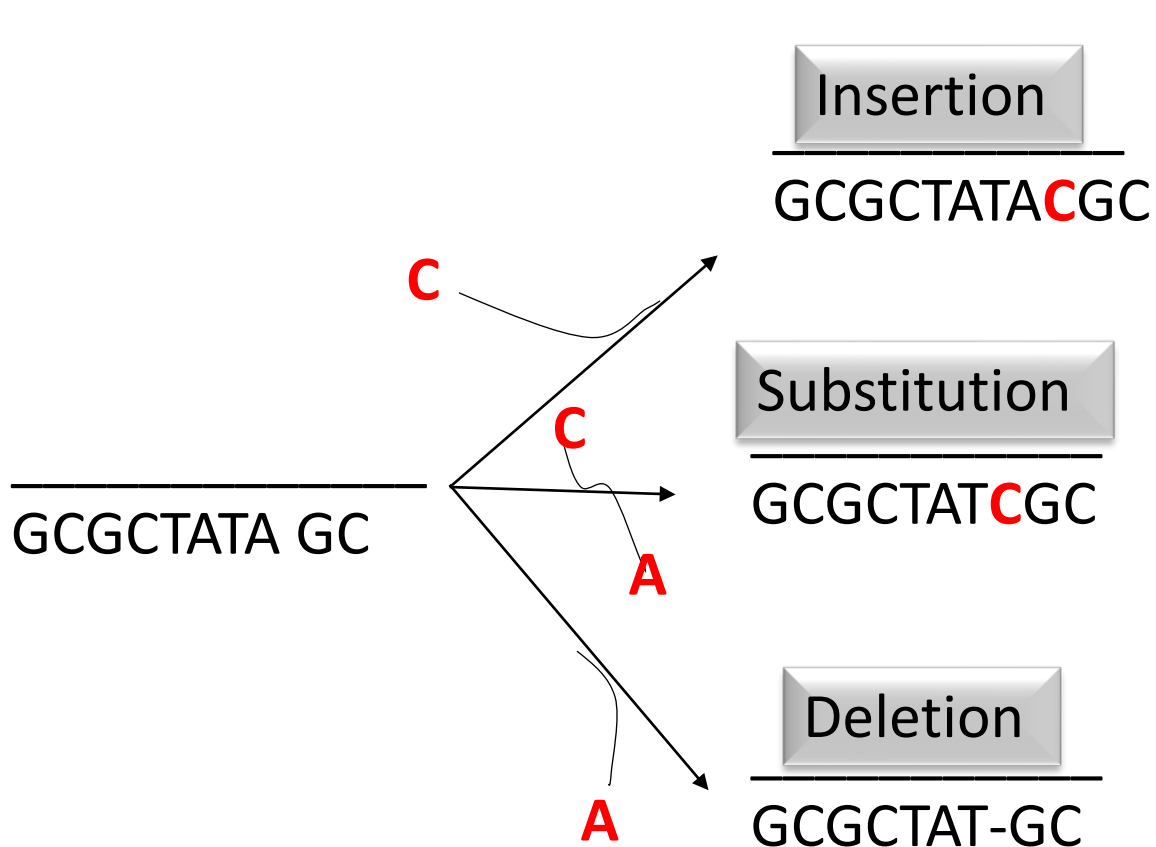 Insertion
GCGCTATACGC
C
Substitution
C
GCGCTATCGC
GCGCTATA GC
A
Deletion
A
GCGCTAT-GC